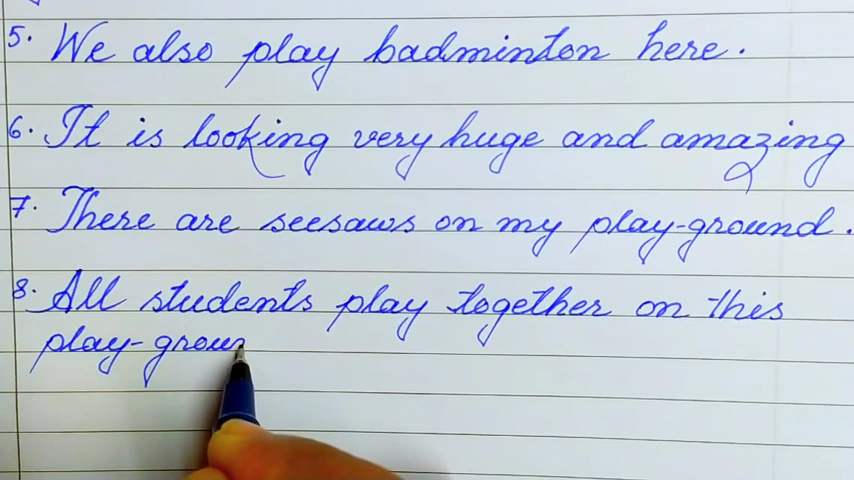 5. We also play badminton here.
6. It is looking very huge and amazing
7. There are seesaws on my play-ground.
8. All students play together on this
play-groun